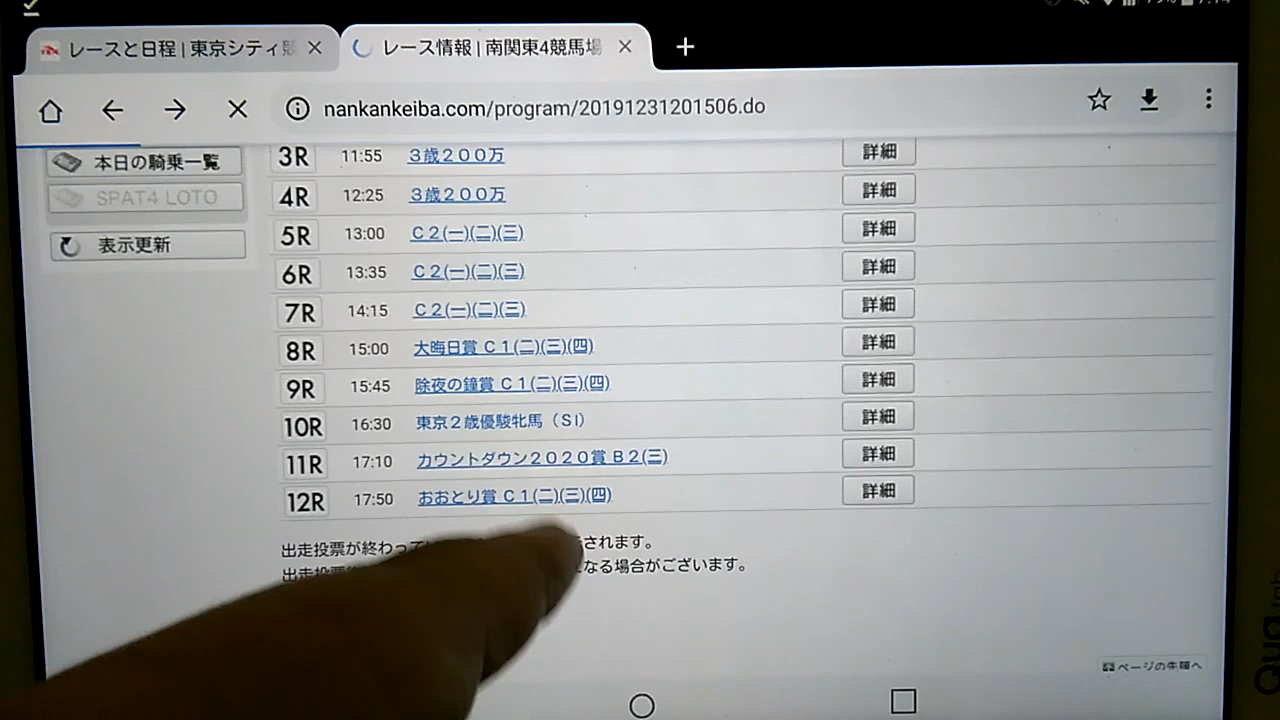 レースと日程 | 東京シティ競
レース情報 | 南関東4競馬場
nankankeiba.com/program/20191231201506.do
本日の騎乗一覧
SPAT4 LOTO
表示更新
3R 11:55 3歳200万 詳細
4R 12:25 3歳200万 詳細
5R 13:00 C2(一)(二)(三) 詳細
6R 13:35 C2(一)(二)(三) 詳細
7R 14:15 C2(一)(二)(三) 詳細
8R 15:00 大晦日賞 C1(二)(三)(四) 詳細
9R 15:45 除夜の鐘賞 C1(二)(三)(四) 詳細
10R 16:30 東京2歳優駿牝馬(SI) 詳細
11R 17:10 カウントダウン2020賞 B2(三) 詳細
12R 17:50 おおとり賞 C1(二)(三)(四) 詳細
出走投票が終わって されます。
出走投票 なる場合がございます。
ページの先頭へ